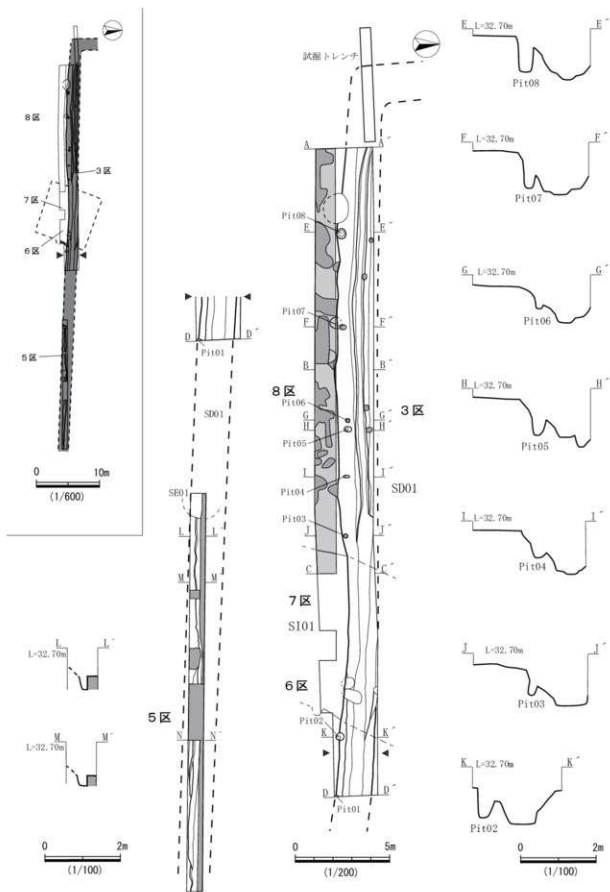 8区
3区
7区
6区
5区
0 10m
(1/600)
D D´
Pit01
SD01
SE01
L L´
M M´
5区
N N´
L L´
L=32.70m
M M´
L=32.70m
0 2m
(1/100)
試掘トレンチ
A A´
Pit08
E E´
Pit07
F F´
B B´
8区
3区
Pit06
G G´
H H´
Pit05
I I´
Pit04
SD01
Pit03
J J´
C C´
7区
SI01
6区
Pit02
K K´
D D´
Pit01
0 5m
(1/200)
E L=32.70m E´
Pit08
F L=32.70m F´
Pit07
G L=32.70m G´
Pit06
H L=32.70m H´
Pit05
I L=32.70m I´
Pit04
J L=32.70m J´
Pit03
K L=32.70m K´
Pit02
0 2m
(1/100)